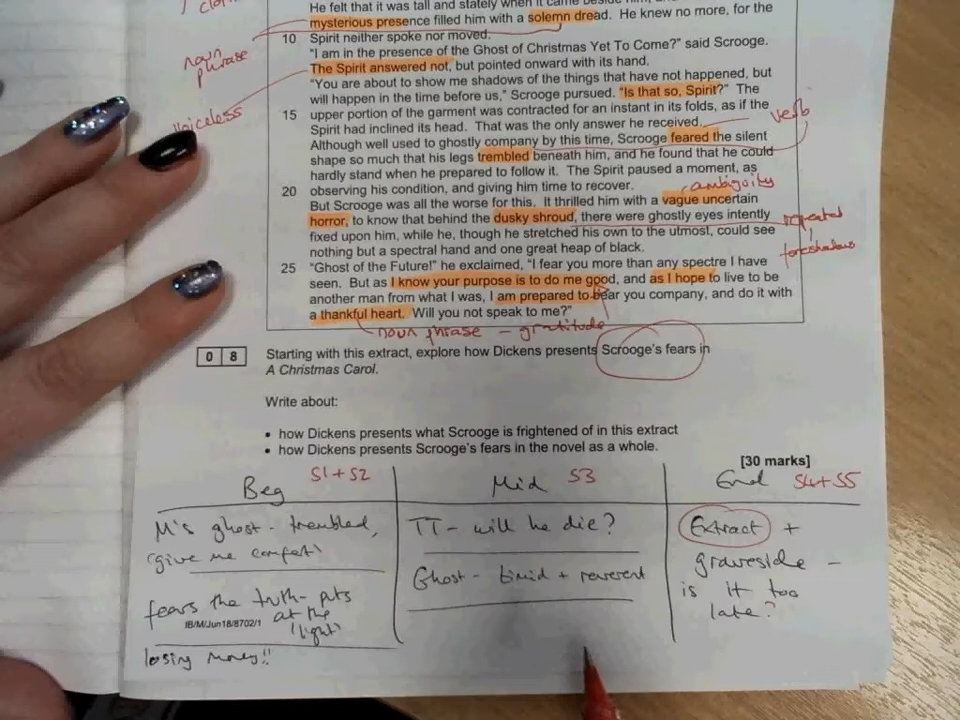 He felt that it was tall and stately when it came beside him,
mysterious presence filled him with a solemn dread. He knew no more, for the
10 Spirit neither spoke nor moved.
noun phrase
"I am in the presence of the Ghost of Christmas Yet To Come?" said Scrooge.
The Spirit answered not, but pointed onward with its hand.
"You are about to show me shadows of the things that have not happened, but
will happen in the time before us," Scrooge pursued. "Is that so, Spirit?" The
voiceless
15 upper portion of the garment was contracted for an instant in its folds, as if the
verb
Spirit had inclined its head. That was the only answer he received.
Although well used to ghostly company by this time, Scrooge feared the silent
shape so much that his legs trembled beneath him, and he found that he could
hardly stand when he prepared to follow it. The Spirit paused a moment, as
20 observing his condition, and giving him time to recover.
ambiguity
But Scrooge was all the worse for this. It thrilled him with a vague uncertain
horror, to know that behind the dusky shroud, there were ghostly eyes intently
repeated
fixed upon him, while he, though he stretched his own to the utmost, could see
nothing but a spectral hand and one great heap of black.
foreshadows
25 "Ghost of the Future!" he exclaimed, "I fear you more than any spectre I have
seen. But as I know your purpose is to do me good, and as I hope to live to be
another man from what I was, I am prepared to bear you company, and do it with
a thankful heart. Will you not speak to me?"
noun phrase - gratitude
0 8 Starting with this extract, explore how Dickens presents Scrooge's fears in
A Christmas Carol.
Write about:
• how Dickens presents what Scrooge is frightened of in this extract
• how Dickens presents Scrooge's fears in the novel as a whole.
[30 marks]
Beg S1+S2
M's ghost - trembled,
'give me comfort'
fears the truth - puts
at the
IB/M/Jun18/8702/1
'light'
losing money!!
Mid S3
TT - will he die?
Ghost - timid + reverent
End S4+S5
Extract +
graveside -
is it too
late?